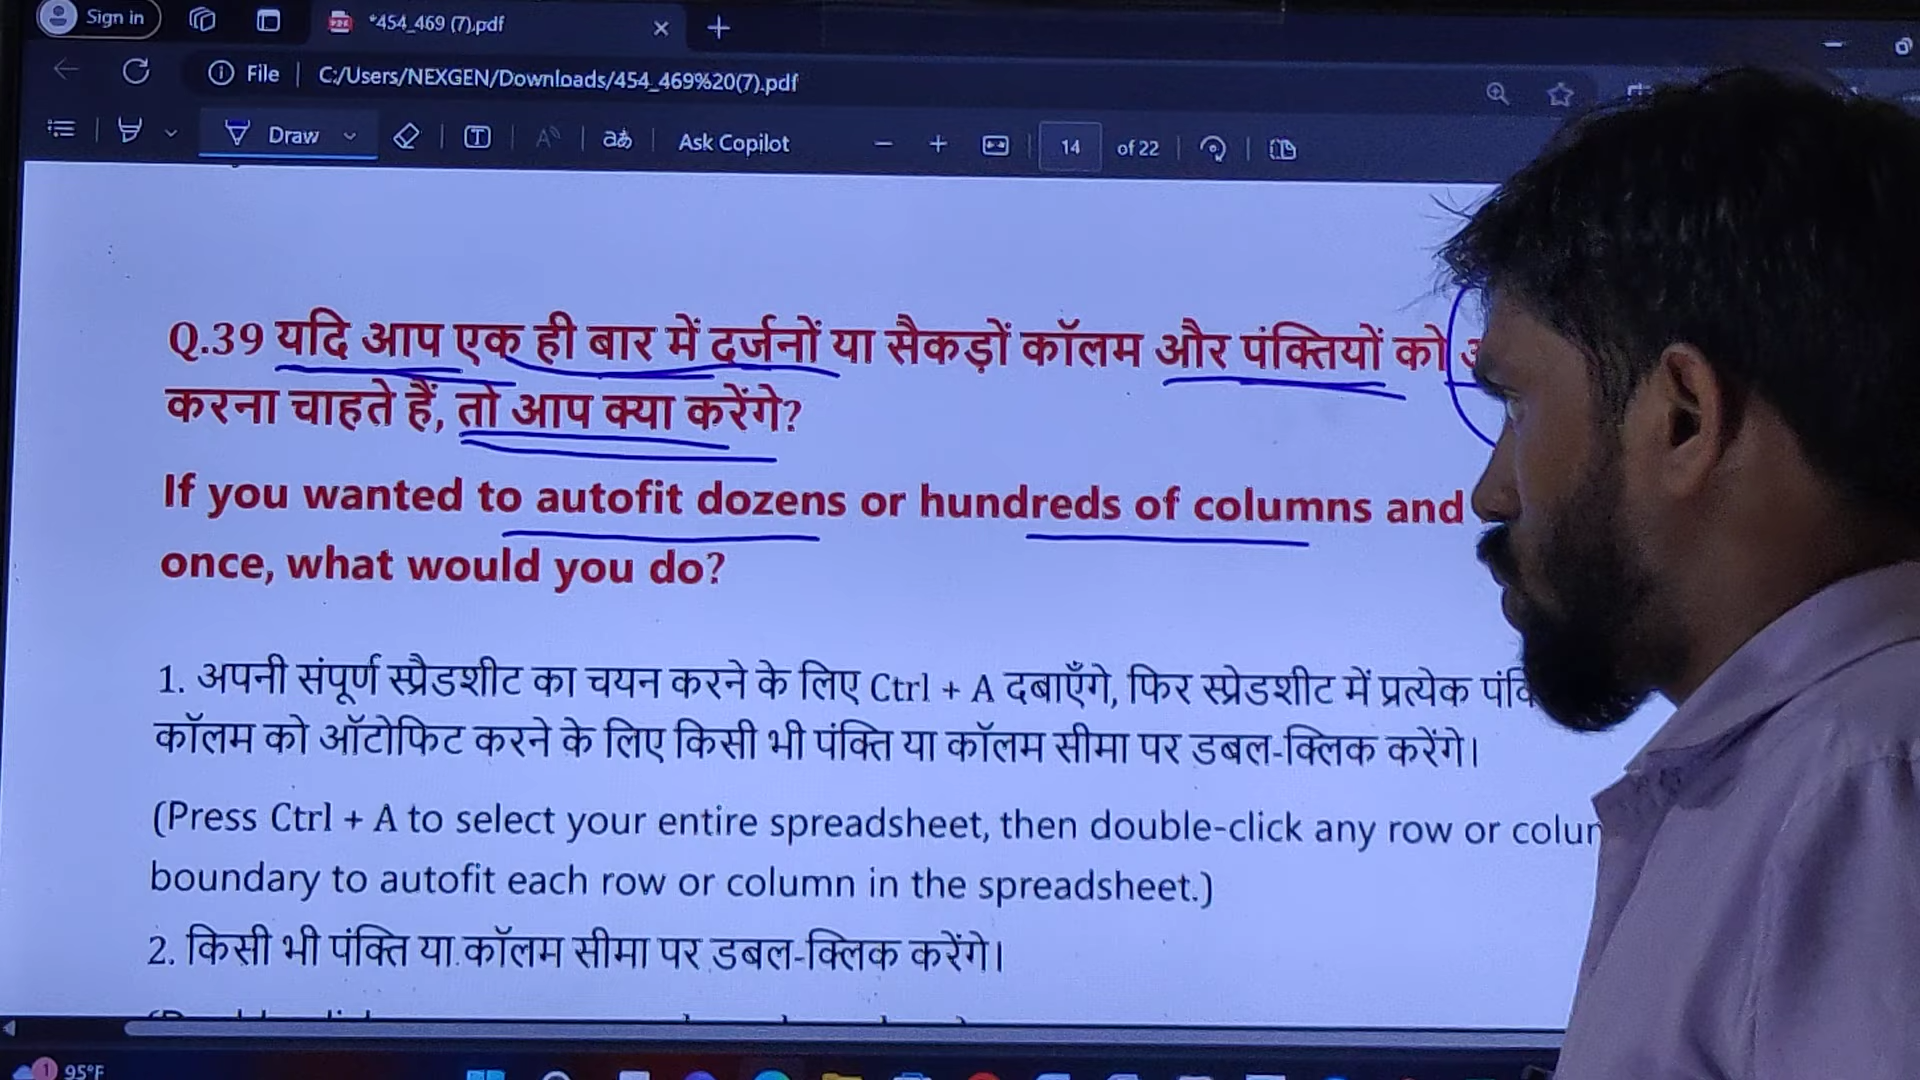 Sign in
*454_469 (7).pdf
File
C:/Users/NEXGEN/Downloads/454_469%20(7).pdf
Draw
Ask Copilot
14 of 22
Q.39 यदि आप एक ही बार में दर्जनों या सैकड़ों कॉलम और पंक्तियों को
करना चाहते हैं, तो आप क्या करेंगे?
If you wanted to autofit dozens or hundreds of columns and
once, what would you do?
1. अपनी संपूर्ण स्प्रैडशीट का चयन करने के लिए Ctrl + A दबाएँगे, फिर स्प्रेडशीट में प्रत्येक
कॉलम को ऑटोफिट करने के लिए किसी भी पंक्ति या कॉलम सीमा पर डबल-क्लिक करेंगे।
(Press Ctrl + A to select your entire spreadsheet, then double-click any row or
boundary to autofit each row or column in the spreadsheet.)
2. किसी भी पंक्ति या कॉलम सीमा पर डबल-क्लिक करेंगे।
1
95°F